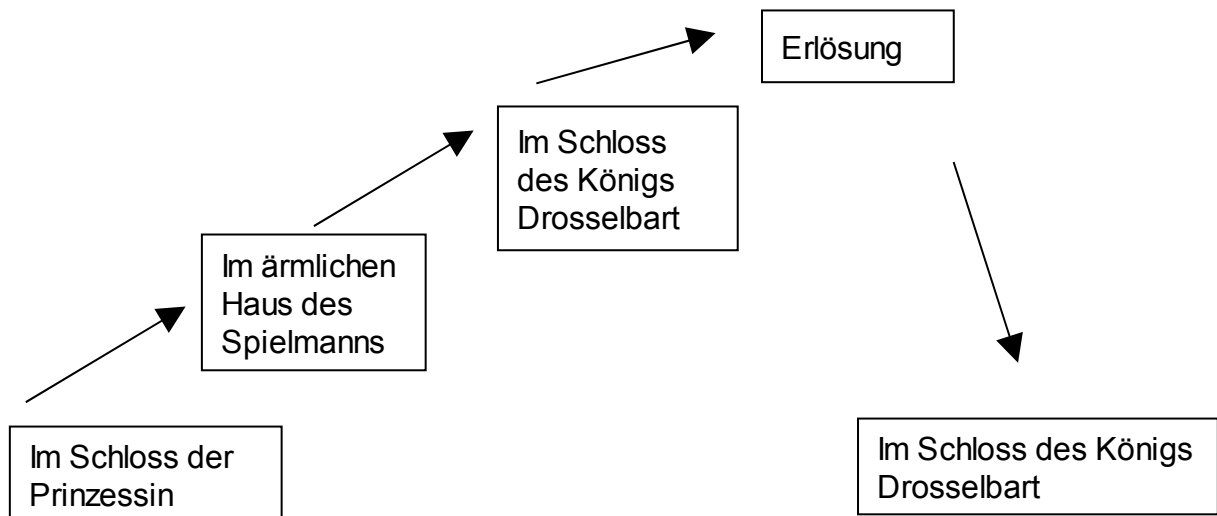 Erlösung
Im Schloss
des Königs
Drosselbart
Im ärmlichen
Haus des
Spielmanns
Im Schloss der
Prinzessin
Im Schloss des Königs
Drosselbart